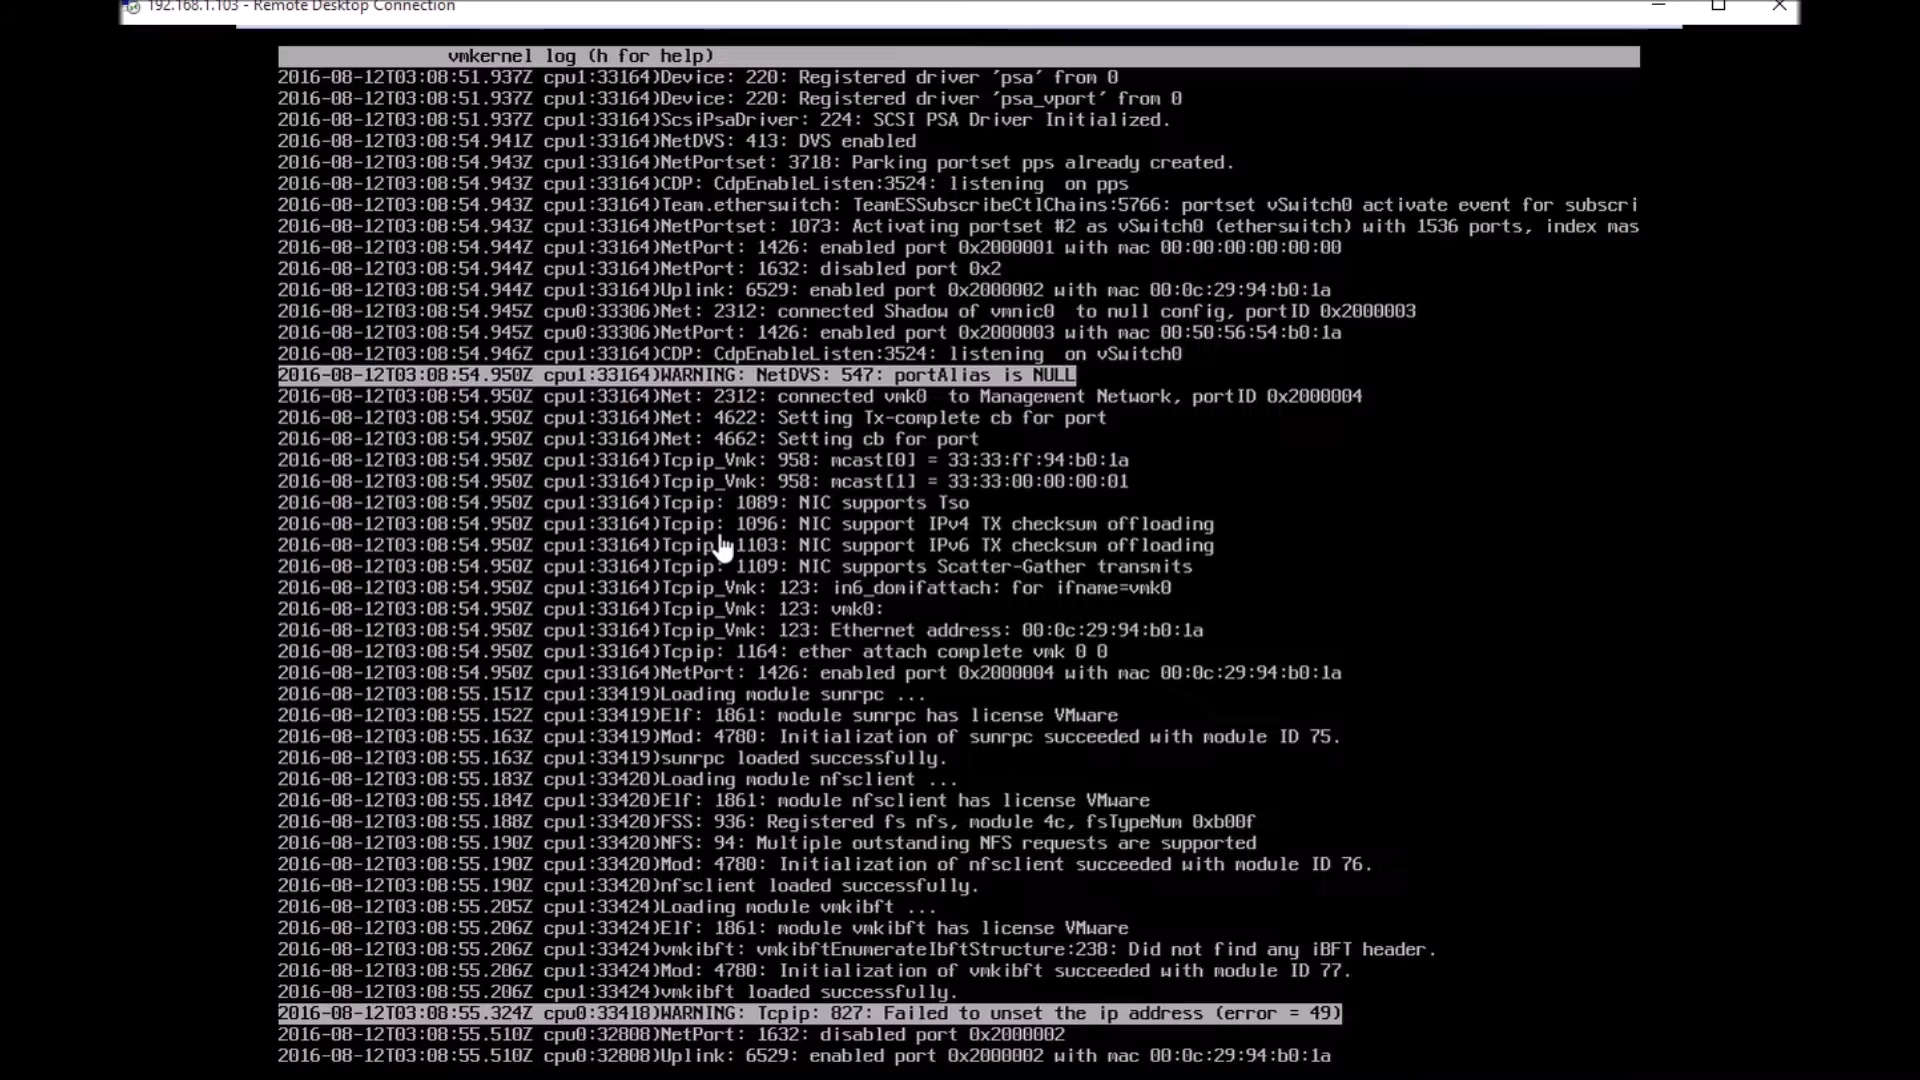 192.168.1.103 - Remote Desktop Connection
vmkernel log (h for help)
2016-08-12T03:08:51.937Z cpu1:33164)Device: 220: Registered driver 'psa' from 0
2016-08-12T03:08:51.937Z cpu1:33164)Device: 220: Registered driver 'psa_vport' from 0
2016-08-12T03:08:51.937Z cpu1:33164)ScsiPsaDriver: 224: SCSI PSA Driver Initialized.
2016-08-12T03:08:54.941Z cpu1:33164)NetDVS: 413: DVS enabled
2016-08-12T03:08:54.943Z cpu1:33164)NetPortset: 3718: Parking portset pps already created.
2016-08-12T03:08:54.943Z cpu1:33164)CDP: CdpEnableListen:3524: listening  on pps
2016-08-12T03:08:54.943Z cpu1:33164)Team.etherswitch: TeamESSubscribeCtlChains:5766: portset vSwitch0 activate event for subscri
2016-08-12T03:08:54.943Z cpu1:33164)NetPortset: 1073: Activating portset #2 as vSwitch0 (etherswitch) with 1536 ports, index mas
2016-08-12T03:08:54.944Z cpu1:33164)NetPort: 1426: enabled port 0x2000001 with mac 00:00:00:00:00:00
2016-08-12T03:08:54.944Z cpu1:33164)NetPort: 1632: disabled port 0x2
2016-08-12T03:08:54.944Z cpu1:33164)Uplink: 6529: enabled port 0x2000002 with mac 00:0c:29:94:b0:1a
2016-08-12T03:08:54.945Z cpu0:33306)Net: 2312: connected Shadow of vmnic0  to null config, portID 0x2000003
2016-08-12T03:08:54.945Z cpu0:33306)NetPort: 1426: enabled port 0x2000003 with mac 00:50:56:54:b0:1a
2016-08-12T03:08:54.946Z cpu1:33164)CDP: CdpEnableListen:3524: listening  on vSwitch0
2016-08-12T03:08:54.950Z cpu1:33164)WARNING: NetDVS: 547: portAlias is NULL
2016-08-12T03:08:54.950Z cpu1:33164)Net: 2312: connected vmk0  to Management Network, portID 0x2000004
2016-08-12T03:08:54.950Z cpu1:33164)Net: 4622: Setting Tx-complete cb for port
2016-08-12T03:08:54.950Z cpu1:33164)Net: 4662: Setting cb for port
2016-08-12T03:08:54.950Z cpu1:33164)Tcpip_Vmk: 958: mcast[0] = 33:33:ff:94:b0:1a
2016-08-12T03:08:54.950Z cpu1:33164)Tcpip_Vmk: 958: mcast[1] = 33:33:00:00:00:01
2016-08-12T03:08:54.950Z cpu1:33164)Tcpip: 1089: NIC supports Tso
2016-08-12T03:08:54.950Z cpu1:33164)Tcpip: 1096: NIC support IPv4 TX checksum offloading
2016-08-12T03:08:54.950Z cpu1:33164)Tcpip: 1103: NIC support IPv6 TX checksum offloading
2016-08-12T03:08:54.950Z cpu1:33164)Tcpip: 1109: NIC supports Scatter-Gather transmits
2016-08-12T03:08:54.950Z cpu1:33164)Tcpip_Vmk: 123: in6_domifattach: for ifname=vmk0
2016-08-12T03:08:54.950Z cpu1:33164)Tcpip_Vmk: 123: vmk0:
2016-08-12T03:08:54.950Z cpu1:33164)Tcpip_Vmk: 123: Ethernet address: 00:0c:29:94:b0:1a
2016-08-12T03:08:54.950Z cpu1:33164)Tcpip: 1164: ether attach complete vmk 0 0
2016-08-12T03:08:54.950Z cpu1:33164)NetPort: 1426: enabled port 0x2000004 with mac 00:0c:29:94:b0:1a
2016-08-12T03:08:55.151Z cpu1:33419)Loading module sunrpc ...
2016-08-12T03:08:55.152Z cpu1:33419)Elf: 1861: module sunrpc has license VMware
2016-08-12T03:08:55.163Z cpu1:33419)Mod: 4780: Initialization of sunrpc succeeded with module ID 75.
2016-08-12T03:08:55.163Z cpu1:33419)sunrpc loaded successfully.
2016-08-12T03:08:55.183Z cpu1:33420)Loading module nfsclient ...
2016-08-12T03:08:55.184Z cpu1:33420)Elf: 1861: module nfsclient has license VMware
2016-08-12T03:08:55.188Z cpu1:33420)FSS: 936: Registered fs nfs, module 4c, fsTypeNum 0xb00f
2016-08-12T03:08:55.190Z cpu1:33420)NFS: 94: Multiple outstanding NFS requests are supported
2016-08-12T03:08:55.190Z cpu1:33420)Mod: 4780: Initialization of nfsclient succeeded with module ID 76.
2016-08-12T03:08:55.190Z cpu1:33420)nfsclient loaded successfully.
2016-08-12T03:08:55.205Z cpu1:33424)Loading module vmkibft ...
2016-08-12T03:08:55.206Z cpu1:33424)Elf: 1861: module vmkibft has license VMware
2016-08-12T03:08:55.206Z cpu1:33424)vmkibft: vmkibftEnumerateIbftStructure:238: Did not find any iBFT header.
2016-08-12T03:08:55.206Z cpu1:33424)Mod: 4780: Initialization of vmkibft succeeded with module ID 77.
2016-08-12T03:08:55.206Z cpu1:33424)vmkibft loaded successfully.
2016-08-12T03:08:55.324Z cpu0:33418)WARNING: Tcpip: 827: Failed to unset the ip address (error = 49)
2016-08-12T03:08:55.510Z cpu0:32808)NetPort: 1632: disabled port 0x2000002
2016-08-12T03:08:55.510Z cpu0:32808)Uplink: 6529: enabled port 0x2000002 with mac 00:0c:29:94:b0:1a